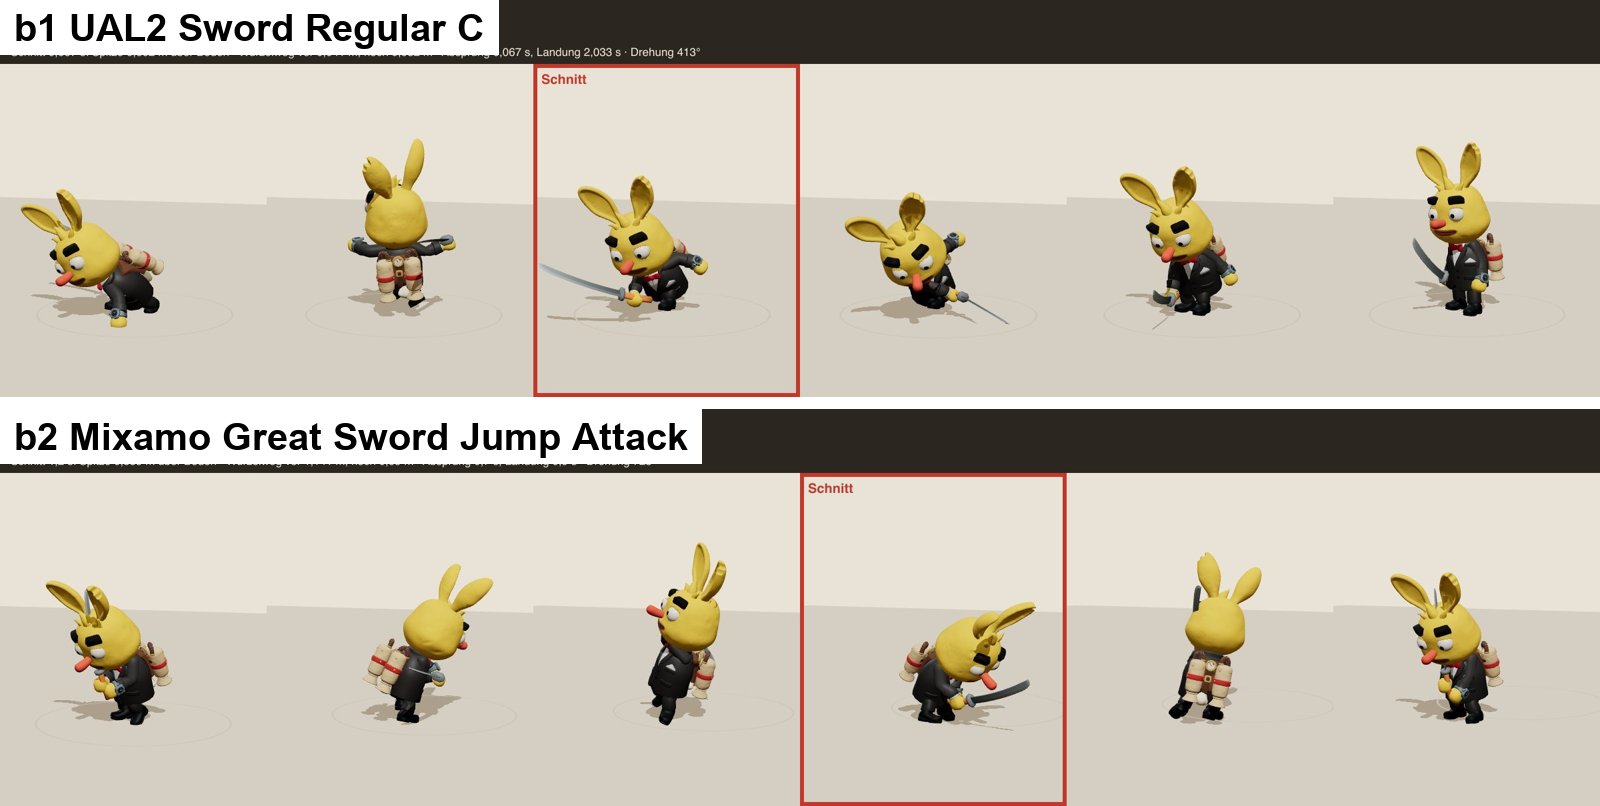 b1 UAL2 Sword Regular C
,067 s, Landung 2,033 s · Drehung 413°
Schnitt
b2 Mixamo Great Sword Jump Attack
Schnitt